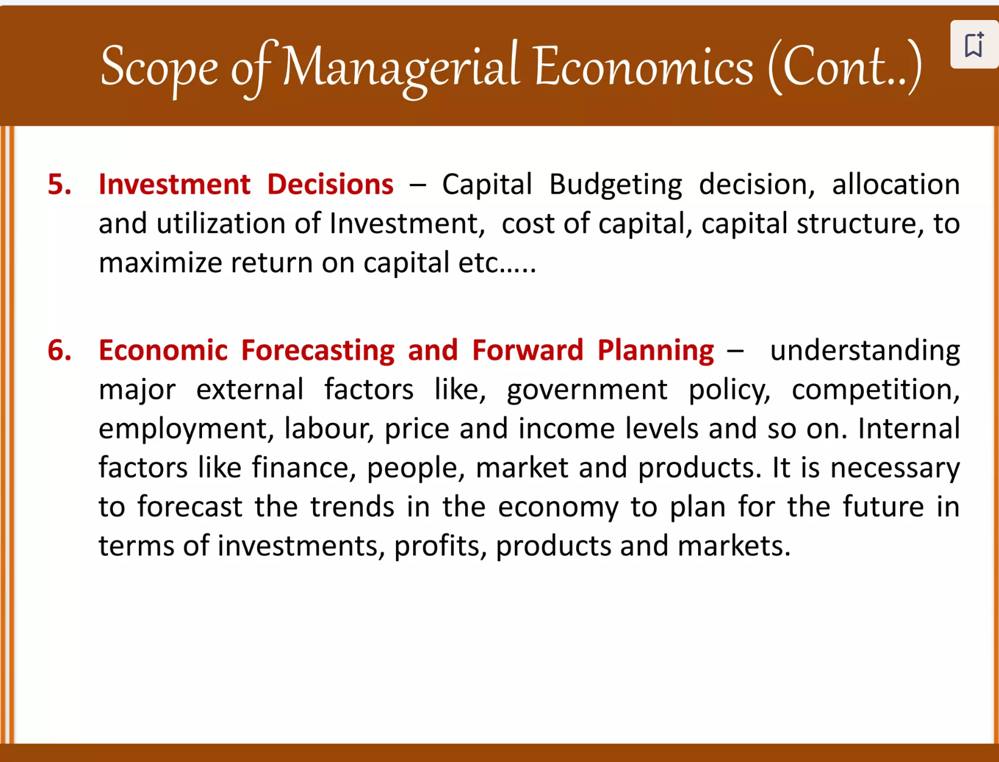 Scope of Managerial Economics (Cont..)
5. Investment Decisions – Capital Budgeting decision, allocation
and utilization of Investment, cost of capital, capital structure, to
maximize return on capital etc…..
6. Economic Forecasting and Forward Planning – understanding
major external factors like, government policy, competition,
employment, labour, price and income levels and so on. Internal
factors like finance, people, market and products. It is necessary
to forecast the trends in the economy to plan for the future in
terms of investments, profits, products and markets.